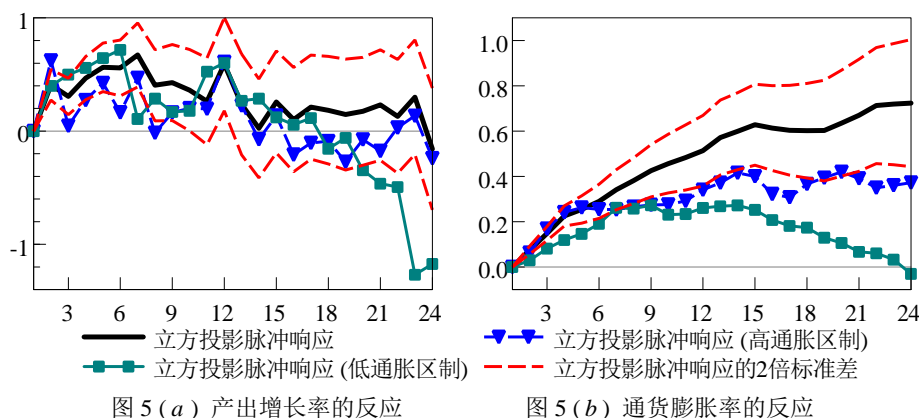 1
0
-1
3 6 9 12 15 18 21 24
1.0
0.8
0.6
0.4
0.2
0.0
3 6 9 12 15 18 21 24
立方投影脉冲响应
立方投影脉冲响应 (高通胀区制)
立方投影脉冲响应 (低通胀区制)
立方投影脉冲响应的2倍标准差
图 5 (a) 产出增长率的反应
图 5 (b) 通货膨胀率的反应